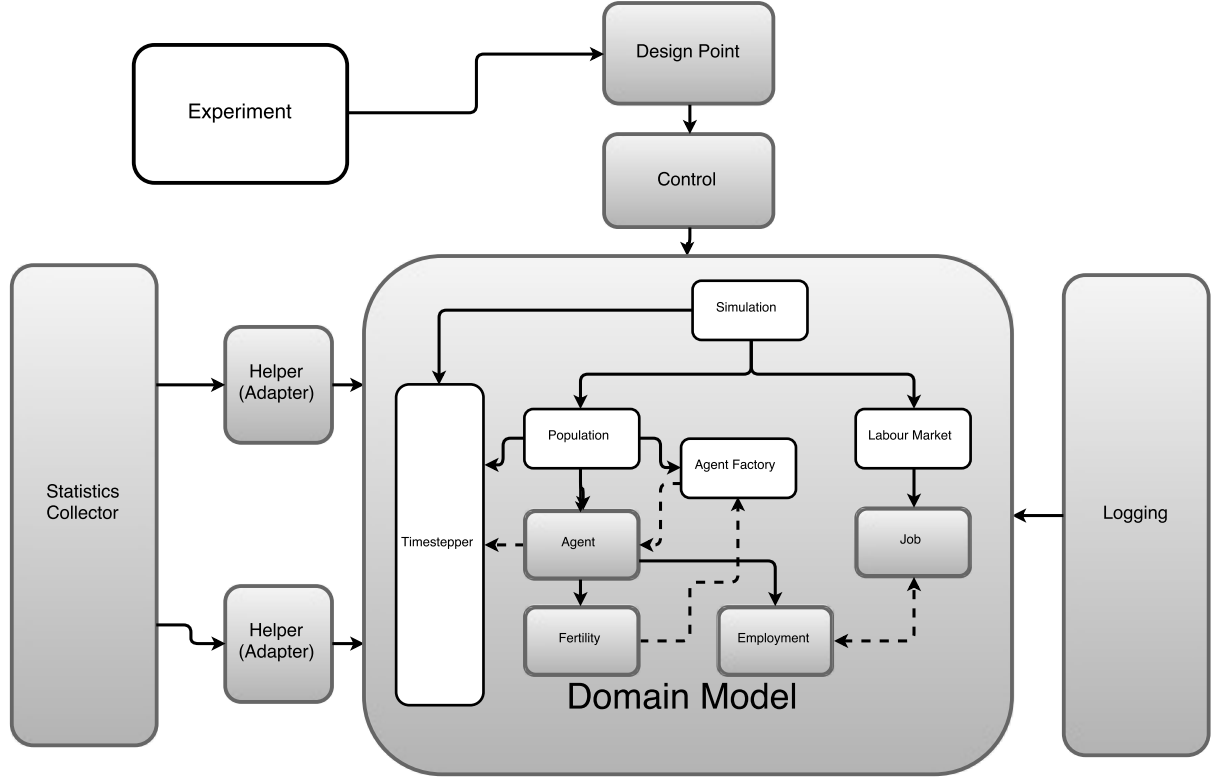 Design Point
Experiment
Control
Simulation
Helper
(Adapter)
Population
Labour Market
Agent Factory
Statistics
Collector
Logging
Timestepper
Agent
Job
Helper
(Adapter)
Fertility
Employment
Domain Model